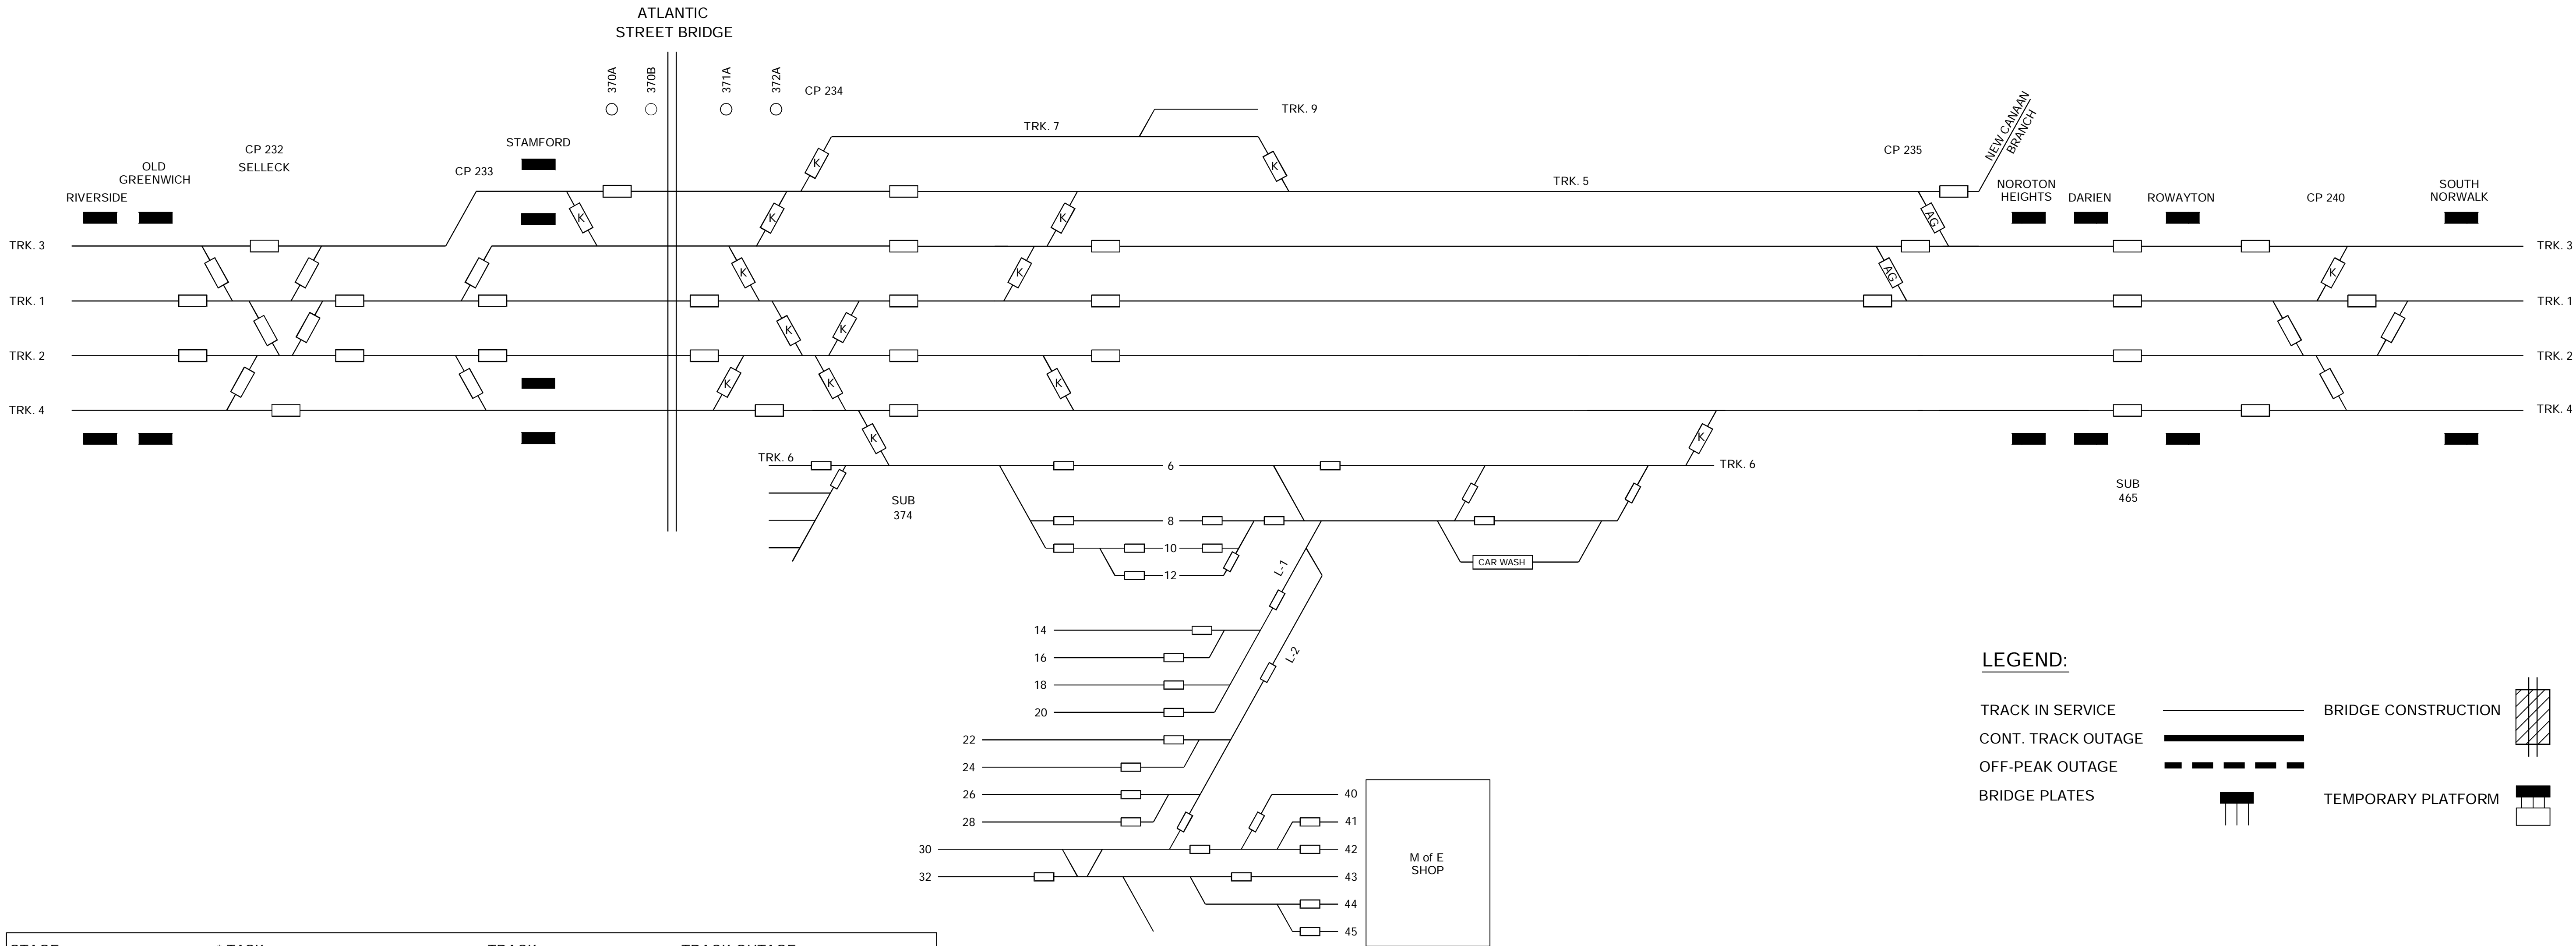 ATLANTIC
STREET BRIDGE
370A
370B
371A
372A
CP 234
TRK. 9
TRK. 7
NEW CANAAN
BRANCH
STAMFORD
CP 232
SELLECK
CP 233
CP 235
OLD
GREENWICH
RIVERSIDE
K
K
TRK. 5
NOROTON
HEIGHTS
DARIEN
ROWAYTON
CP 240
SOUTH
NORWALK
K
K
K
AG
TRK. 3
TRK. 3
K
K
AG
K
TRK. 1
TRK. 1
K
K
TRK. 2
TRK. 2
K
K
K
TRK. 4
TRK. 4
K
K
TRK. 6
6
TRK. 6
SUB
374
SUB
465
8
10
12
CAR WASH
L-1
14
16
L-2
18
20
22
24
26
28
30
32
40
41
42
43
44
45
M of E
SHOP
LEGEND:
TRACK IN SERVICE
BRIDGE CONSTRUCTION
CONT. TRACK OUTAGE
OFF-PEAK OUTAGE
BRIDGE PLATES
TEMPORARY PLATFORM